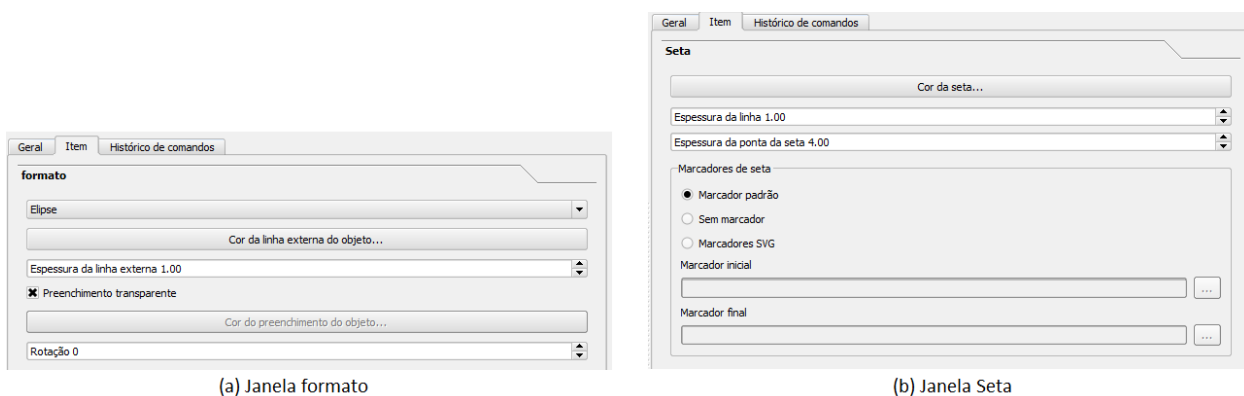 Geral Item Histórico de comandos
formato
Elipse
Cor da linha externa do objeto...
Espessura da linha externa 1.00
Preenchimento transparente
Cor do preenchimento do objeto...
Rotação 0
(a) Janela formato
Geral Item Histórico de comandos
Seta
Cor da seta...
Espessura da linha 1.00
Espessura da ponta da seta 4.00
Marcadores de seta
Marcador padrão
Sem marcador
Marcadores SVG
Marcador inicial
...
Marcador final
...
(b) Janela Seta